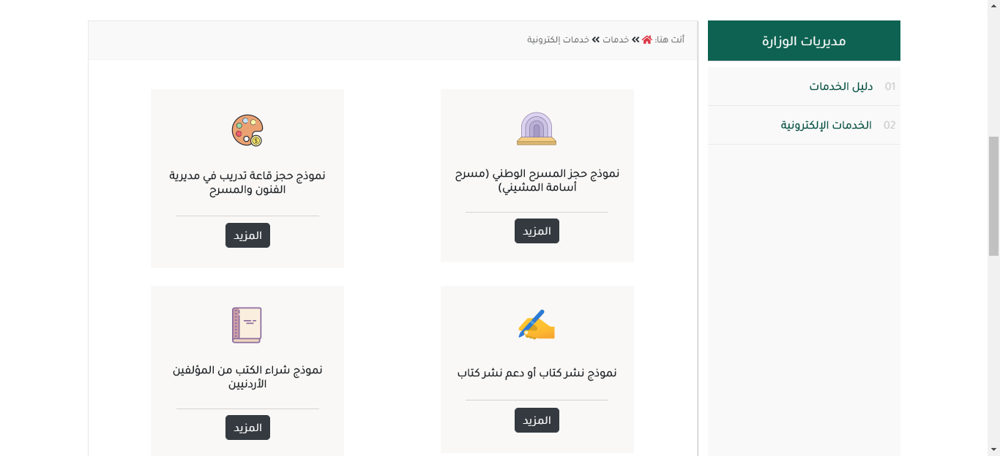 مديريات الوزارة
01 دليل الخدمات
02 الخدمات الإلكترونية
أنت هنا: » خدمات » خدمات إلكترونية
نموذج حجز المسرح الوطني (مسرح
أسامة المشيني)
المزيد
نموذج حجز قاعة تدريب في مديرية
الفنون والمسرح
المزيد
نموذج نشر كتاب أو دعم نشر كتاب
المزيد
نموذج شراء الكتب من المؤلفين
الأردنيين
المزيد